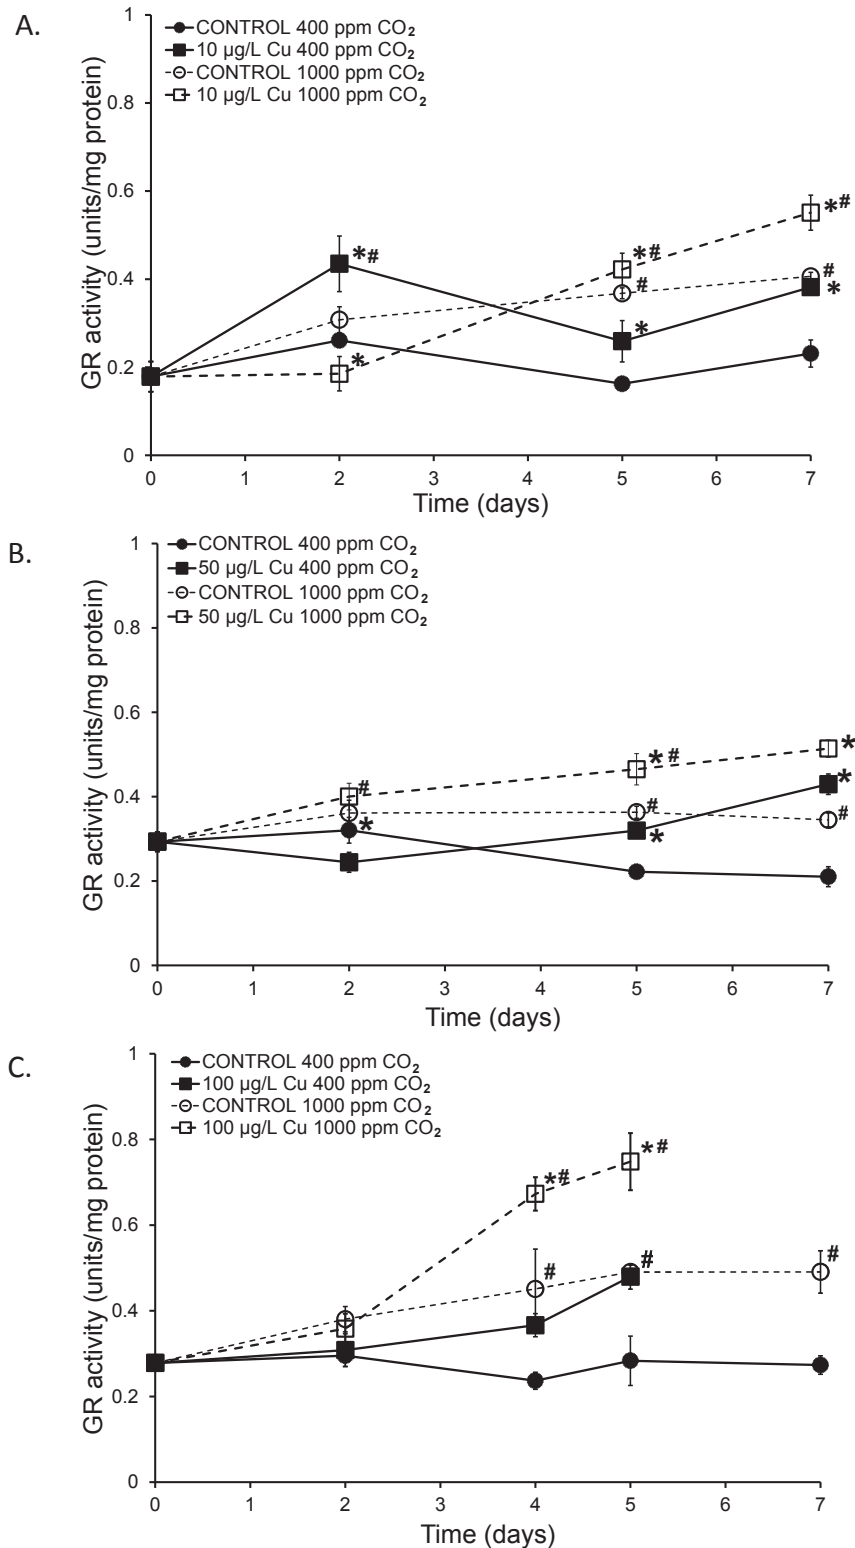 A.
CONTROL 400 ppm CO₂
10 µg/L Cu 400 ppm CO₂
CONTROL 1000 ppm CO₂
10 µg/L Cu 1000 ppm CO₂
GR activity (units/mg protein)
1
0.8
0.6
0.4
0.2
0
*#
*
*#
#
*
*#
#
*
0 1 2 3 4 5 6 7
Time (days)
B.
CONTROL 400 ppm CO₂
50 µg/L Cu 400 ppm CO₂
CONTROL 1000 ppm CO₂
50 µg/L Cu 1000 ppm CO₂
GR activity (units/mg protein)
1
0.8
0.6
0.4
0.2
0
#
*
*#
#
*
*
*
#
0 1 2 3 4 5 6 7
Time (days)
C.
CONTROL 400 ppm CO₂
100 µg/L Cu 400 ppm CO₂
CONTROL 1000 ppm CO₂
100 µg/L Cu 1000 ppm CO₂
GR activity (units/mg protein)
1
0.8
0.6
0.4
0.2
0
*#
#
*#
#
#
0 2 4 5 7
Time (days)